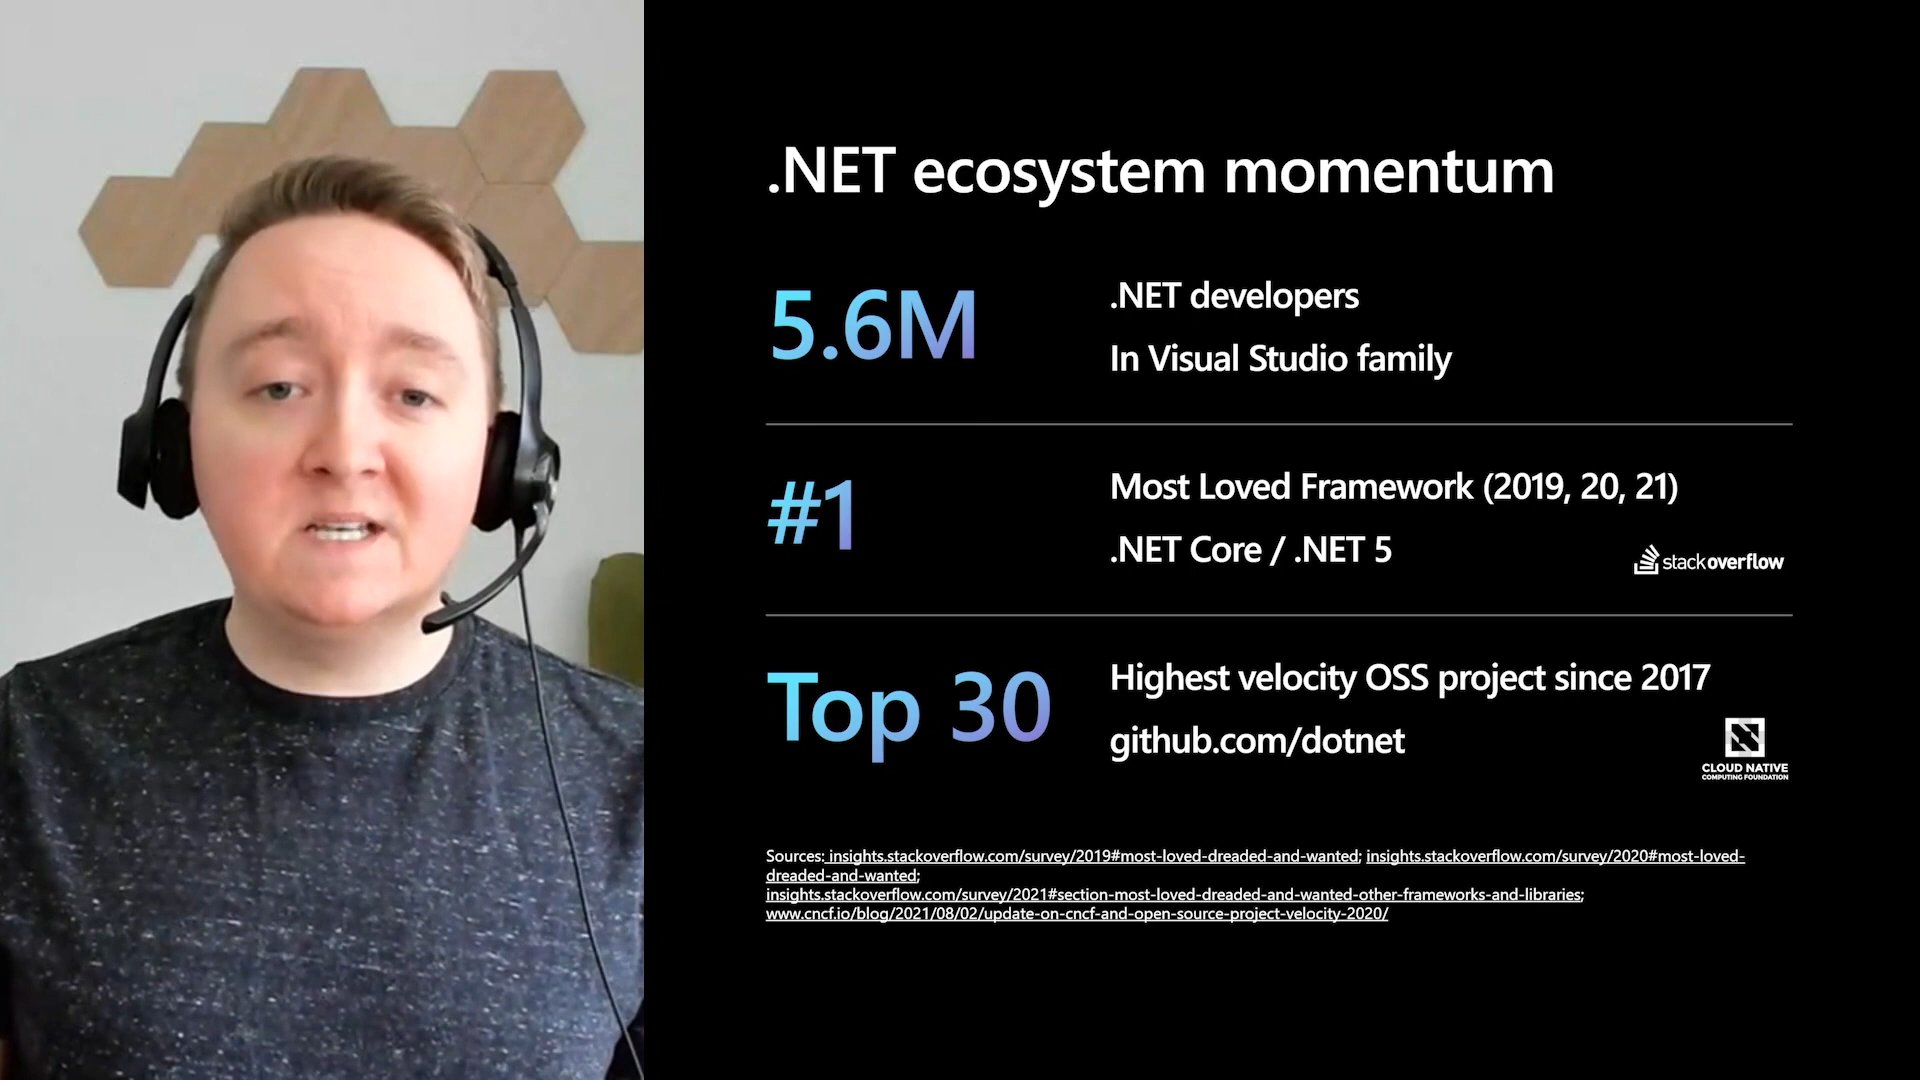 .NET ecosystem momentum
5.6M
.NET developers
In Visual Studio family
#1
Most Loved Framework (2019, 20, 21)
.NET Core / .NET 5
stackoverflow
Top 30
Highest velocity OSS project since 2017
github.com/dotnet
CLOUD NATIVE
COMPUTING FOUNDATION
Sources: insights.stackoverflow.com/survey/2019#most-loved-dreaded-and-wanted; insights.stackoverflow.com/survey/2020#most-loved-
dreaded-and-wanted;
insights.stackoverflow.com/survey/2021#section-most-loved-dreaded-and-wanted-other-frameworks-and-libraries;
www.cncf.io/blog/2021/08/02/update-on-cncf-and-open-source-project-velocity-2020/